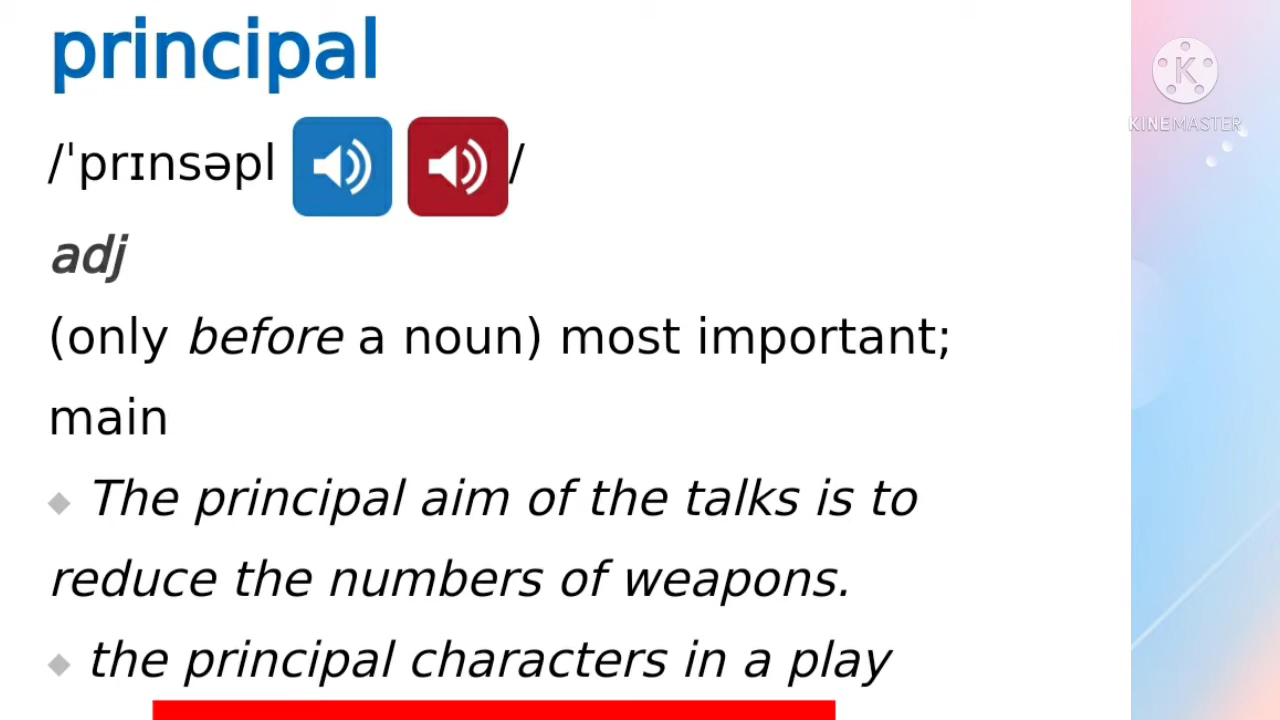 principal
/ˈprɪnsəpl /
adj
(only before a noun) most important;
main
◆ The principal aim of the talks is to
reduce the numbers of weapons.
◆ the principal characters in a play
K
KINEMASTER